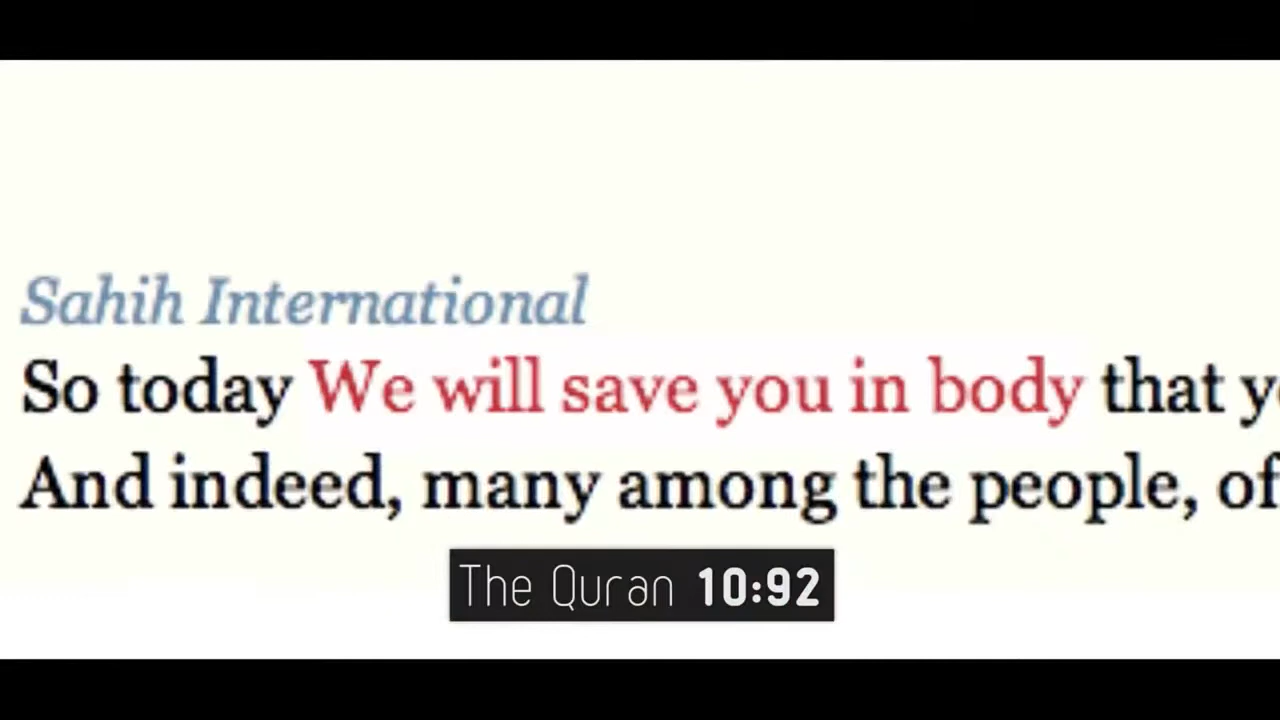 Sahih International
So today We will save you in body that
And indeed, many among the people, of
The Quran 10:92